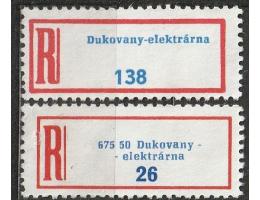 R Dukovany-elektrárna
138
R 675 50 Dukovany -
- elektrárna
26